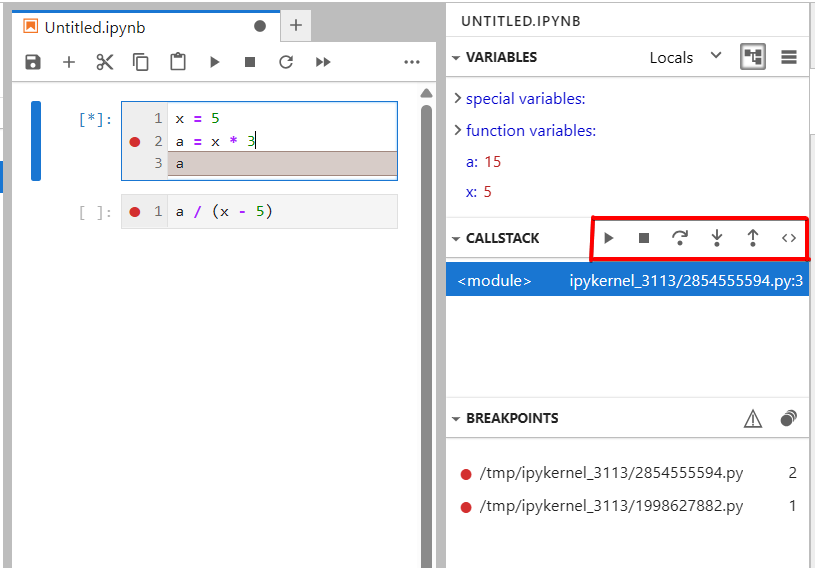 Untitled.ipynb
[*]:
1 x = 5
2 a = x * 3
3 a
[ ]:
1 a / (x - 5)
UNTITLED.IPYNB
VARIABLES Locals
special variables:
function variables:
a: 15
x: 5
CALLSTACK
<module> ipykernel_3113/2854555594.py:3
BREAKPOINTS
/tmp/ipykernel_3113/2854555594.py 2
/tmp/ipykernel_3113/1998627882.py 1